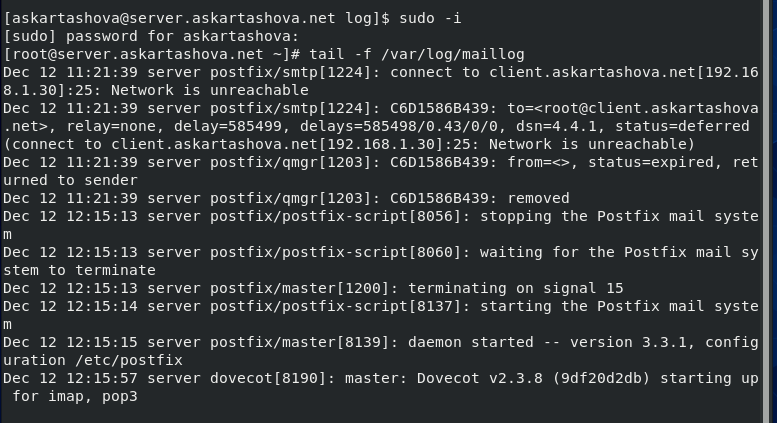 [askartashova@server.askartashova.net log]$ sudo -i
[sudo] password for askartashova:
[root@server.askartashova.net ~]# tail -f /var/log/maillog
Dec 12 11:21:39 server postfix/smtp[1224]: connect to client.askartashova.net[192.16
8.1.30]:25: Network is unreachable
Dec 12 11:21:39 server postfix/smtp[1224]: C6D1586B439: to=<root@client.askartashova
.net>, relay=none, delay=585499, delays=585498/0.43/0/0, dsn=4.4.1, status=deferred
(connect to client.askartashova.net[192.168.1.30]:25: Network is unreachable)
Dec 12 11:21:39 server postfix/qmgr[1203]: C6D1586B439: from=<>, status=expired, ret
urned to sender
Dec 12 11:21:39 server postfix/qmgr[1203]: C6D1586B439: removed
Dec 12 12:15:13 server postfix/postfix-script[8056]: stopping the Postfix mail syste
m
Dec 12 12:15:13 server postfix/postfix-script[8060]: waiting for the Postfix mail sy
stem to terminate
Dec 12 12:15:13 server postfix/master[1200]: terminating on signal 15
Dec 12 12:15:14 server postfix/postfix-script[8137]: starting the Postfix mail syste
m
Dec 12 12:15:15 server postfix/master[8139]: daemon started -- version 3.3.1, config
uration /etc/postfix
Dec 12 12:15:57 server dovecot[8190]: master: Dovecot v2.3.8 (9df20d2db) starting up
 for imap, pop3